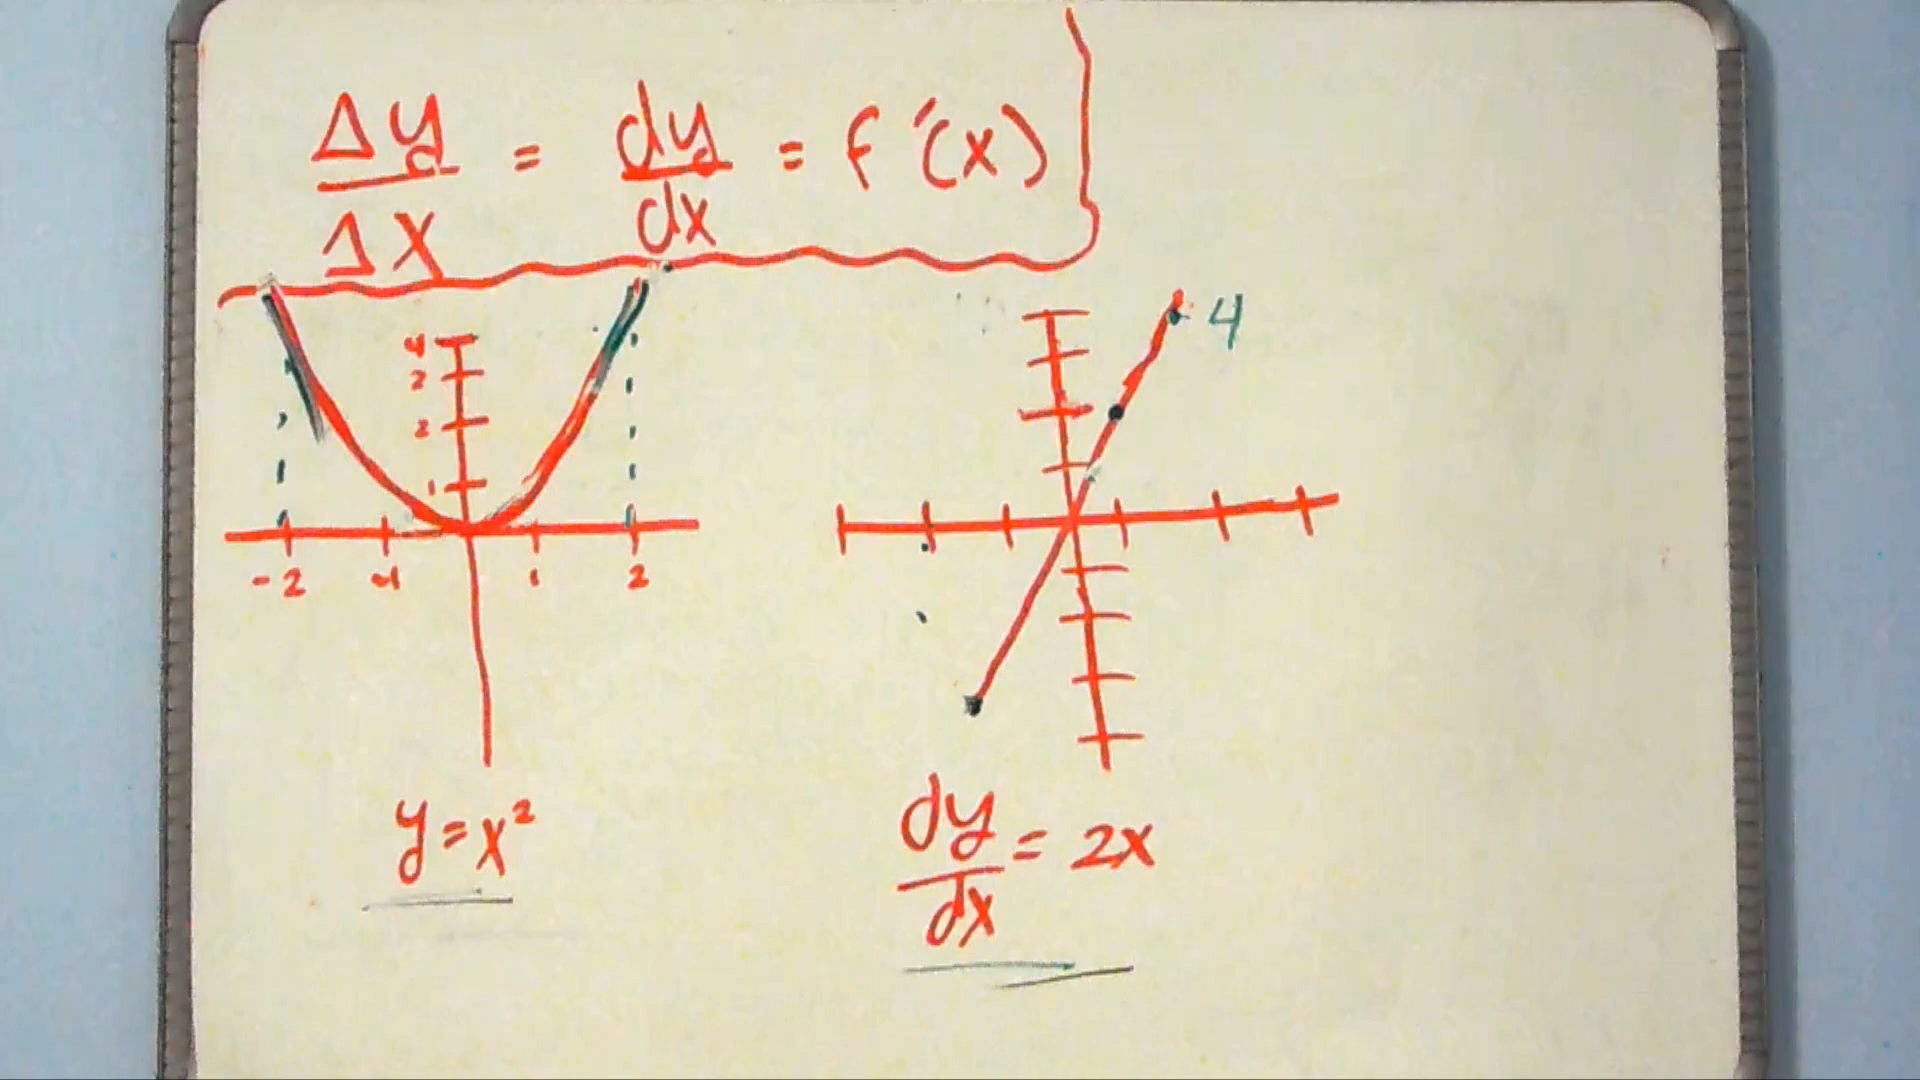 Δy/Δx = dy/dx = f'(x)
4
2
2
1
-2 -1 1 2
4
y=x²
dy/dx = 2x